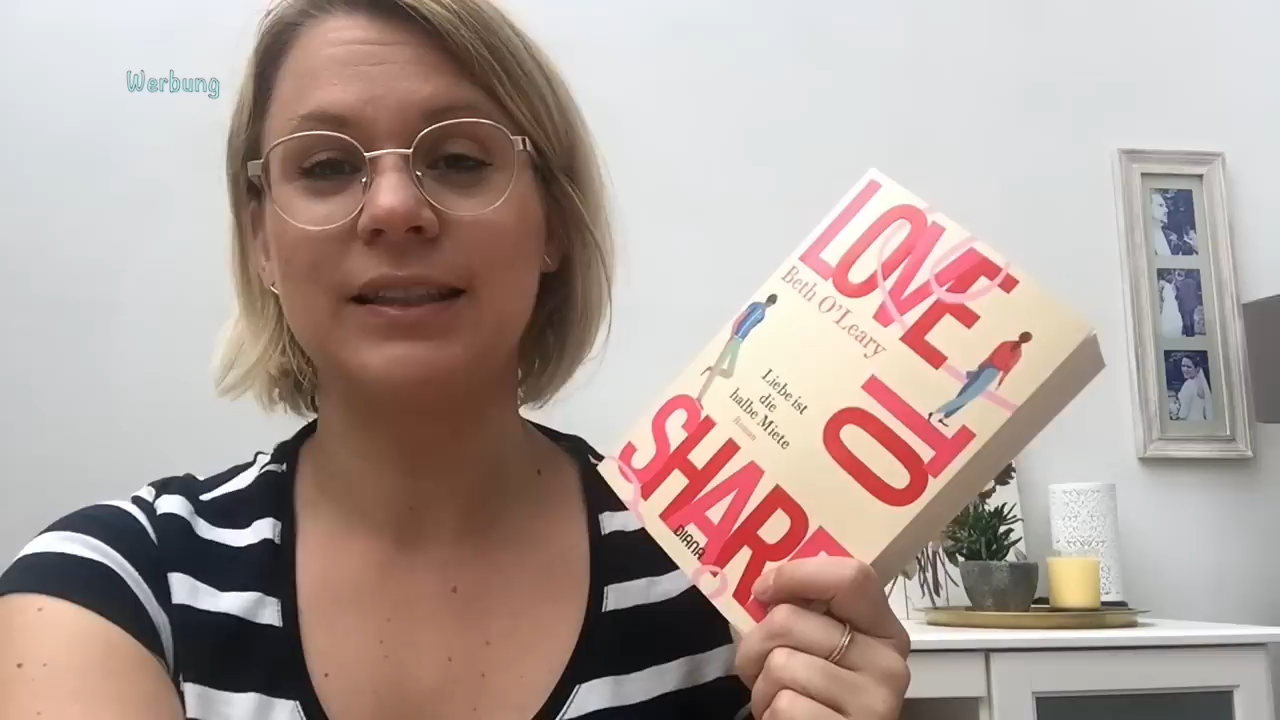 Werbung
LOVE
Beth O'Leary
TO
Liebe ist
die
halbe Miete
Roman
SHARE
DIANA